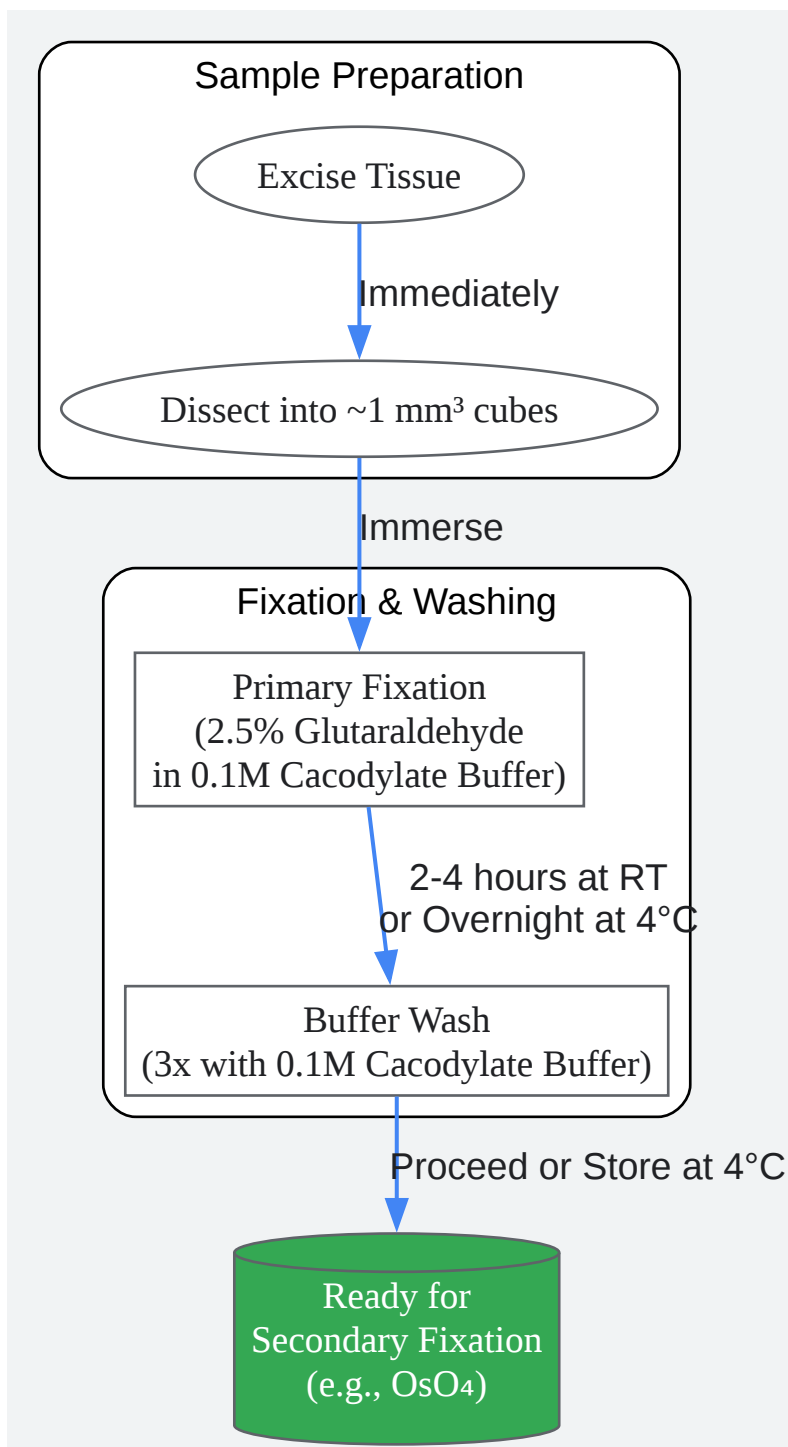 Sample Preparation
Excise Tissue
Immediately
Dissect into ~1 mm³ cubes
Immerse
Fixation & Washing
Primary Fixation
(2.5% Glutaraldehyde
in 0.1M Cacodylate Buffer)
2-4 hours at RT
or Overnight at 4°C
Buffer Wash
(3x with 0.1M Cacodylate Buffer)
Proceed or Store at 4°C
Ready for
Secondary Fixation
(e.g., OsO₄)